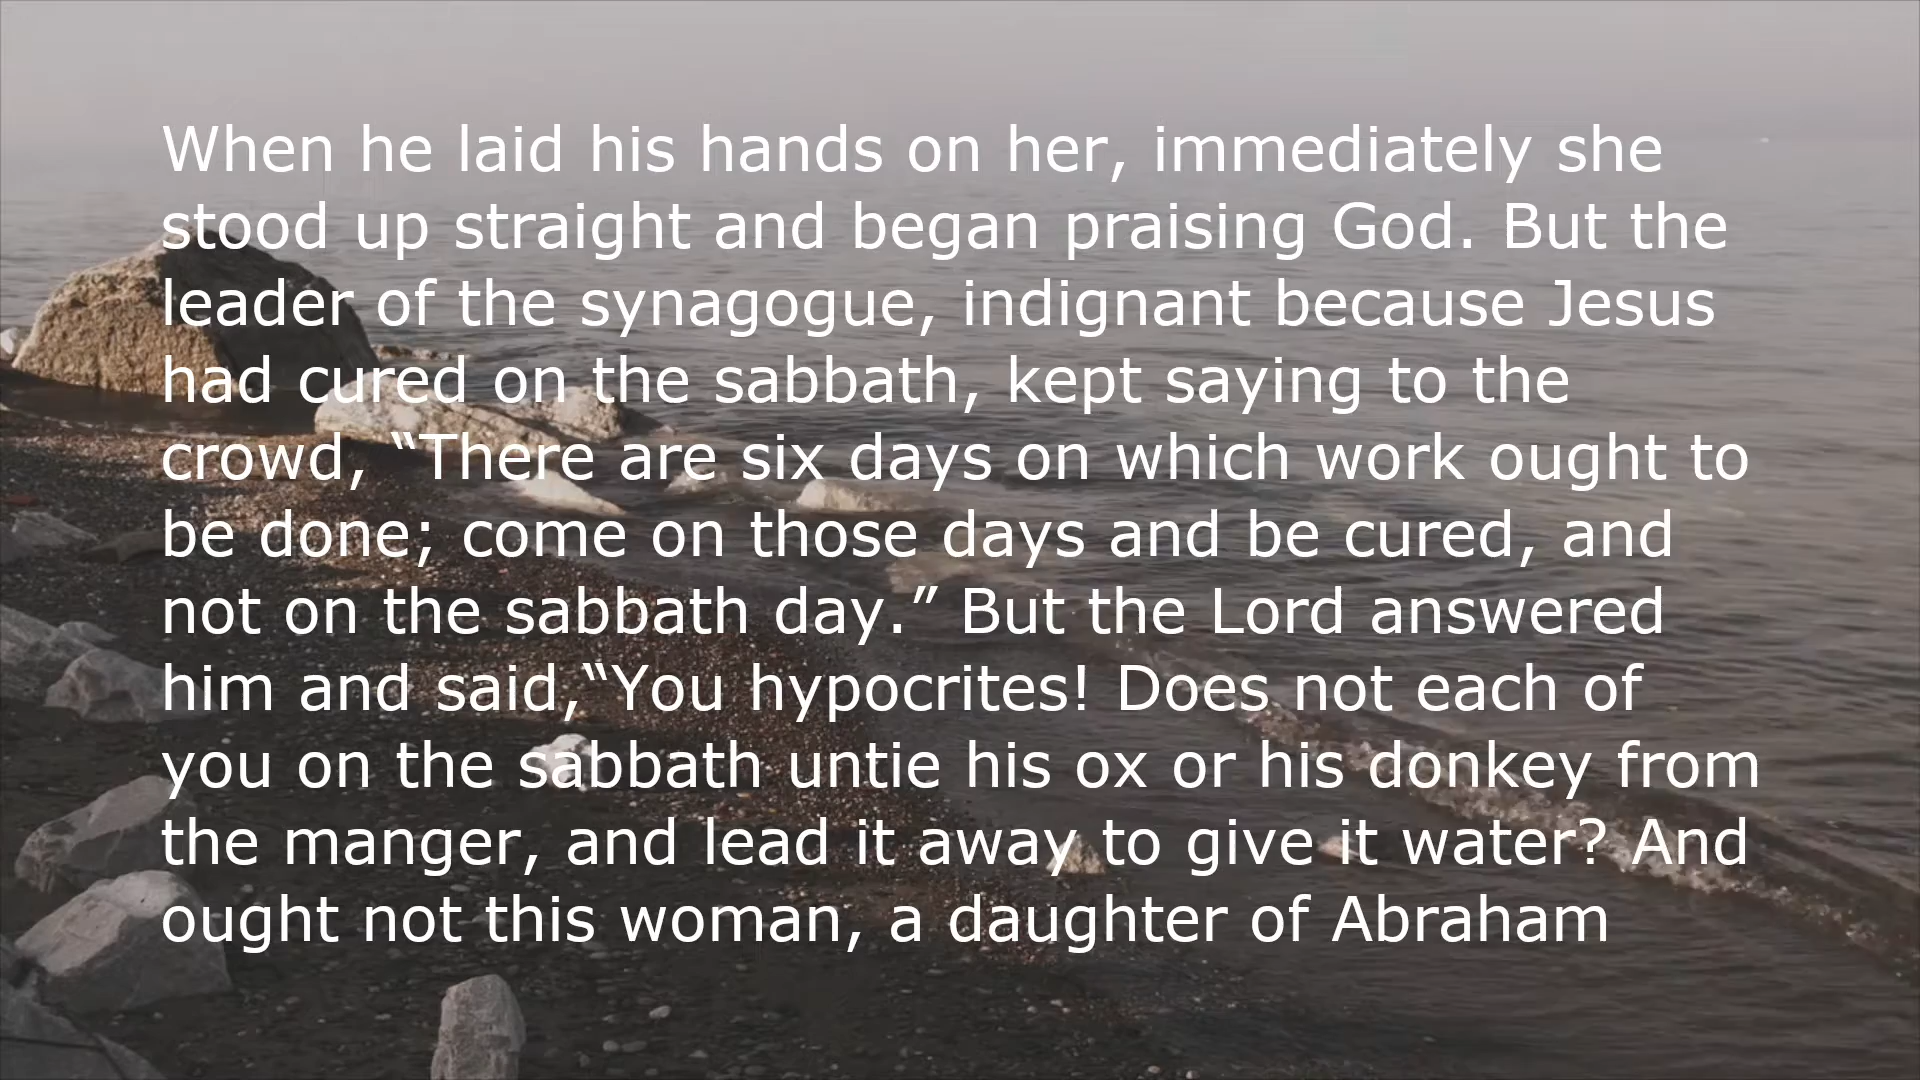 When he laid his hands on her, immediately she
stood up straight and began praising God. But the
leader of the synagogue, indignant because Jesus
had cured on the sabbath, kept saying to the
crowd, “There are six days on which work ought to
be done; come on those days and be cured, and
not on the sabbath day.” But the Lord answered
him and said,“You hypocrites! Does not each of
you on the sabbath untie his ox or his donkey from
the manger, and lead it away to give it water? And
ought not this woman, a daughter of Abraham